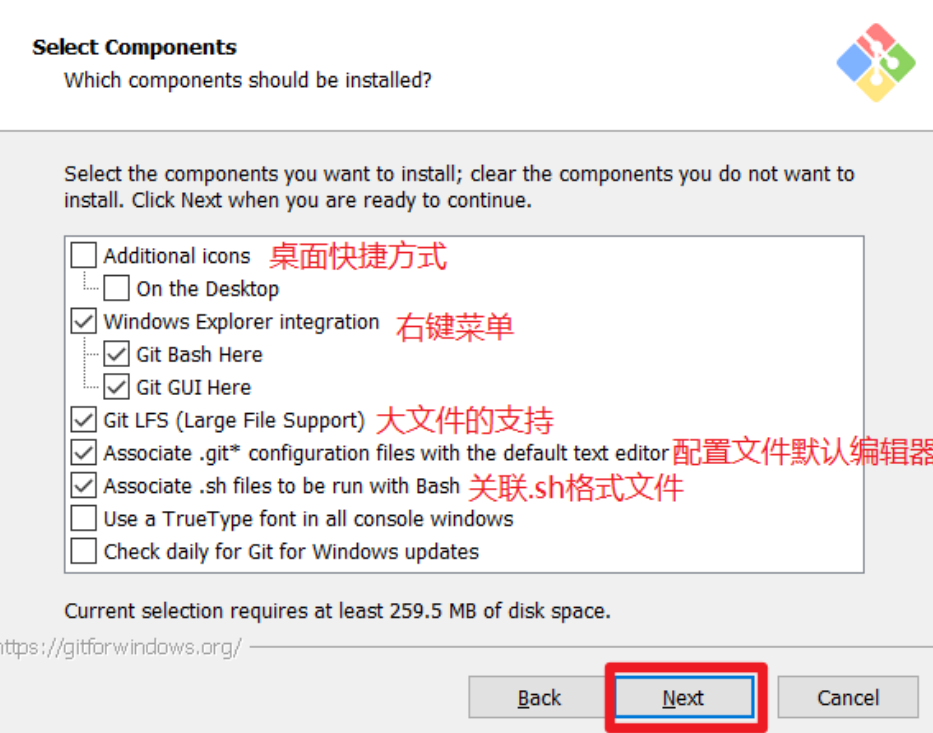 Select Components
Which components should be installed?
Select the components you want to install; clear the components you do not want to
install. Click Next when you are ready to continue.
Additional icons 桌面快捷方式
On the Desktop
Windows Explorer integration 右键菜单
Git Bash Here
Git GUI Here
Git LFS (Large File Support) 大文件的支持
Associate .git* configuration files with the default text editor 配置文件默认编辑器
Associate .sh files to be run with Bash 关联.sh格式文件
Use a TrueType font in all console windows
Check daily for Git for Windows updates
Current selection requires at least 259.5 MB of disk space.
https://gitforwindows.org/
Back Next Cancel